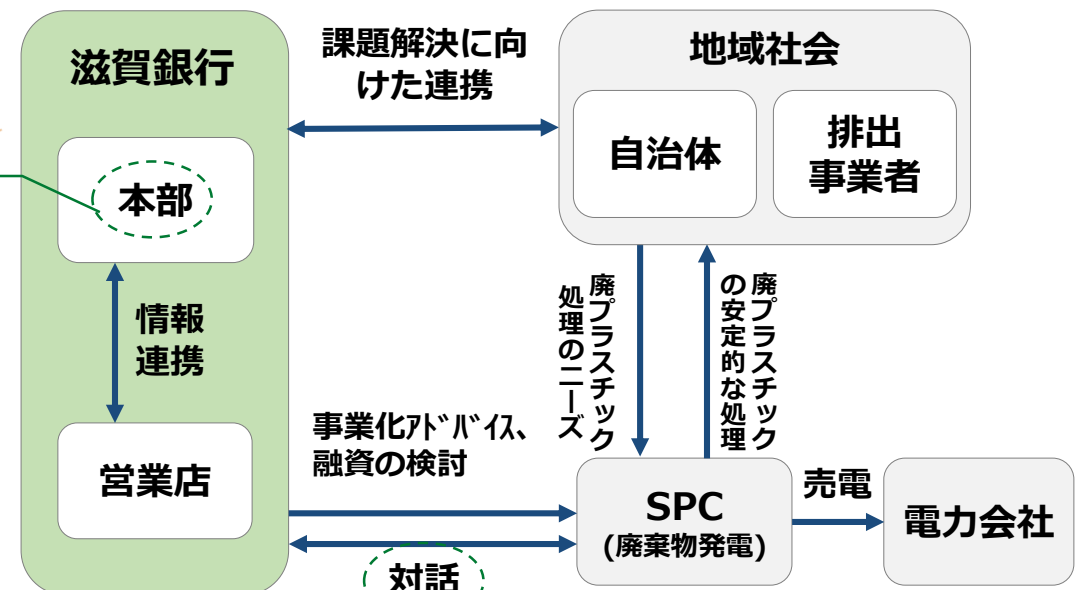 滋賀銀行
本部
情報
連携
営業店
課題解決に向
けた連携
地域社会
自治体
排出
事業者
廃プラスチック
処理のニーズ
廃プラスチック
の安定的な処理
事業化ｱﾄﾞﾊﾞｲｽ、
融資の検討
対話
SPC
(廃棄物発電)
売電
電力会社